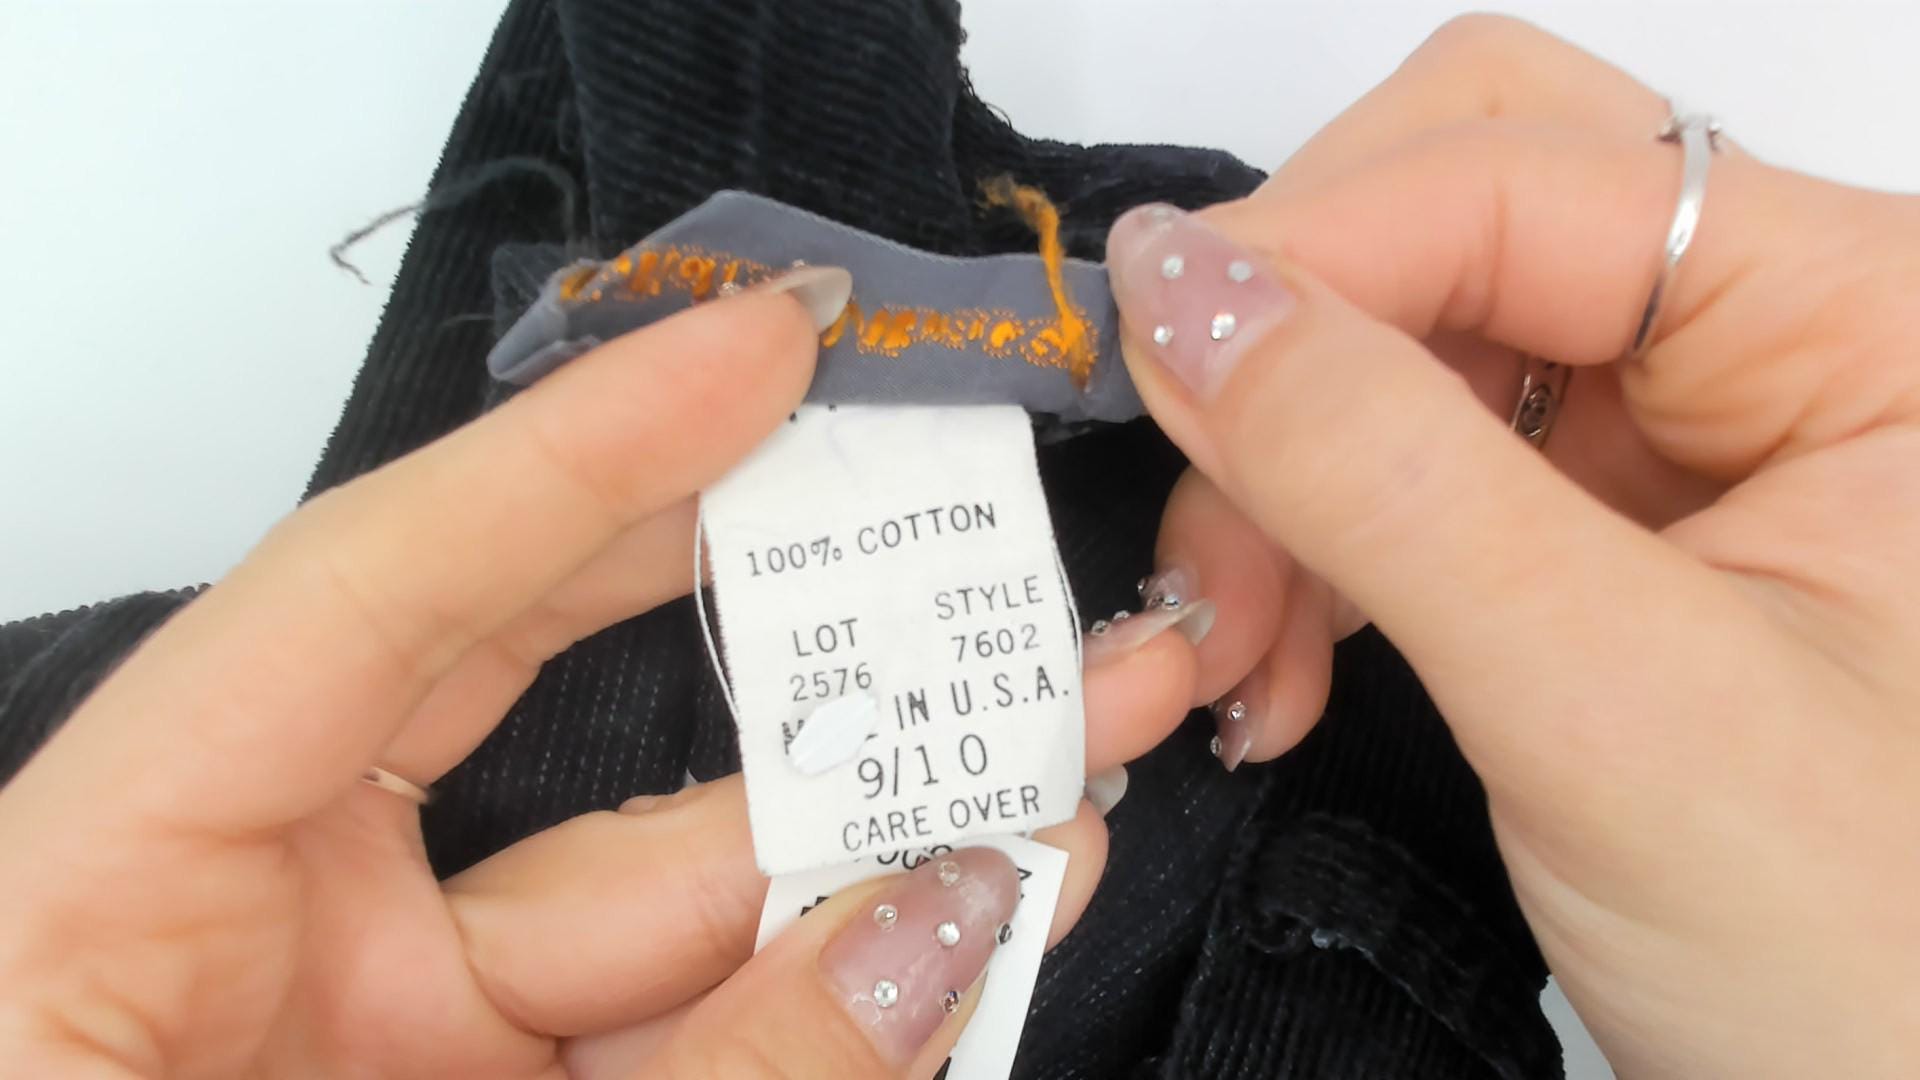 100% COTTON
LOT STYLE
2576 7602
IN U.S.A.
9/10
CARE OVER